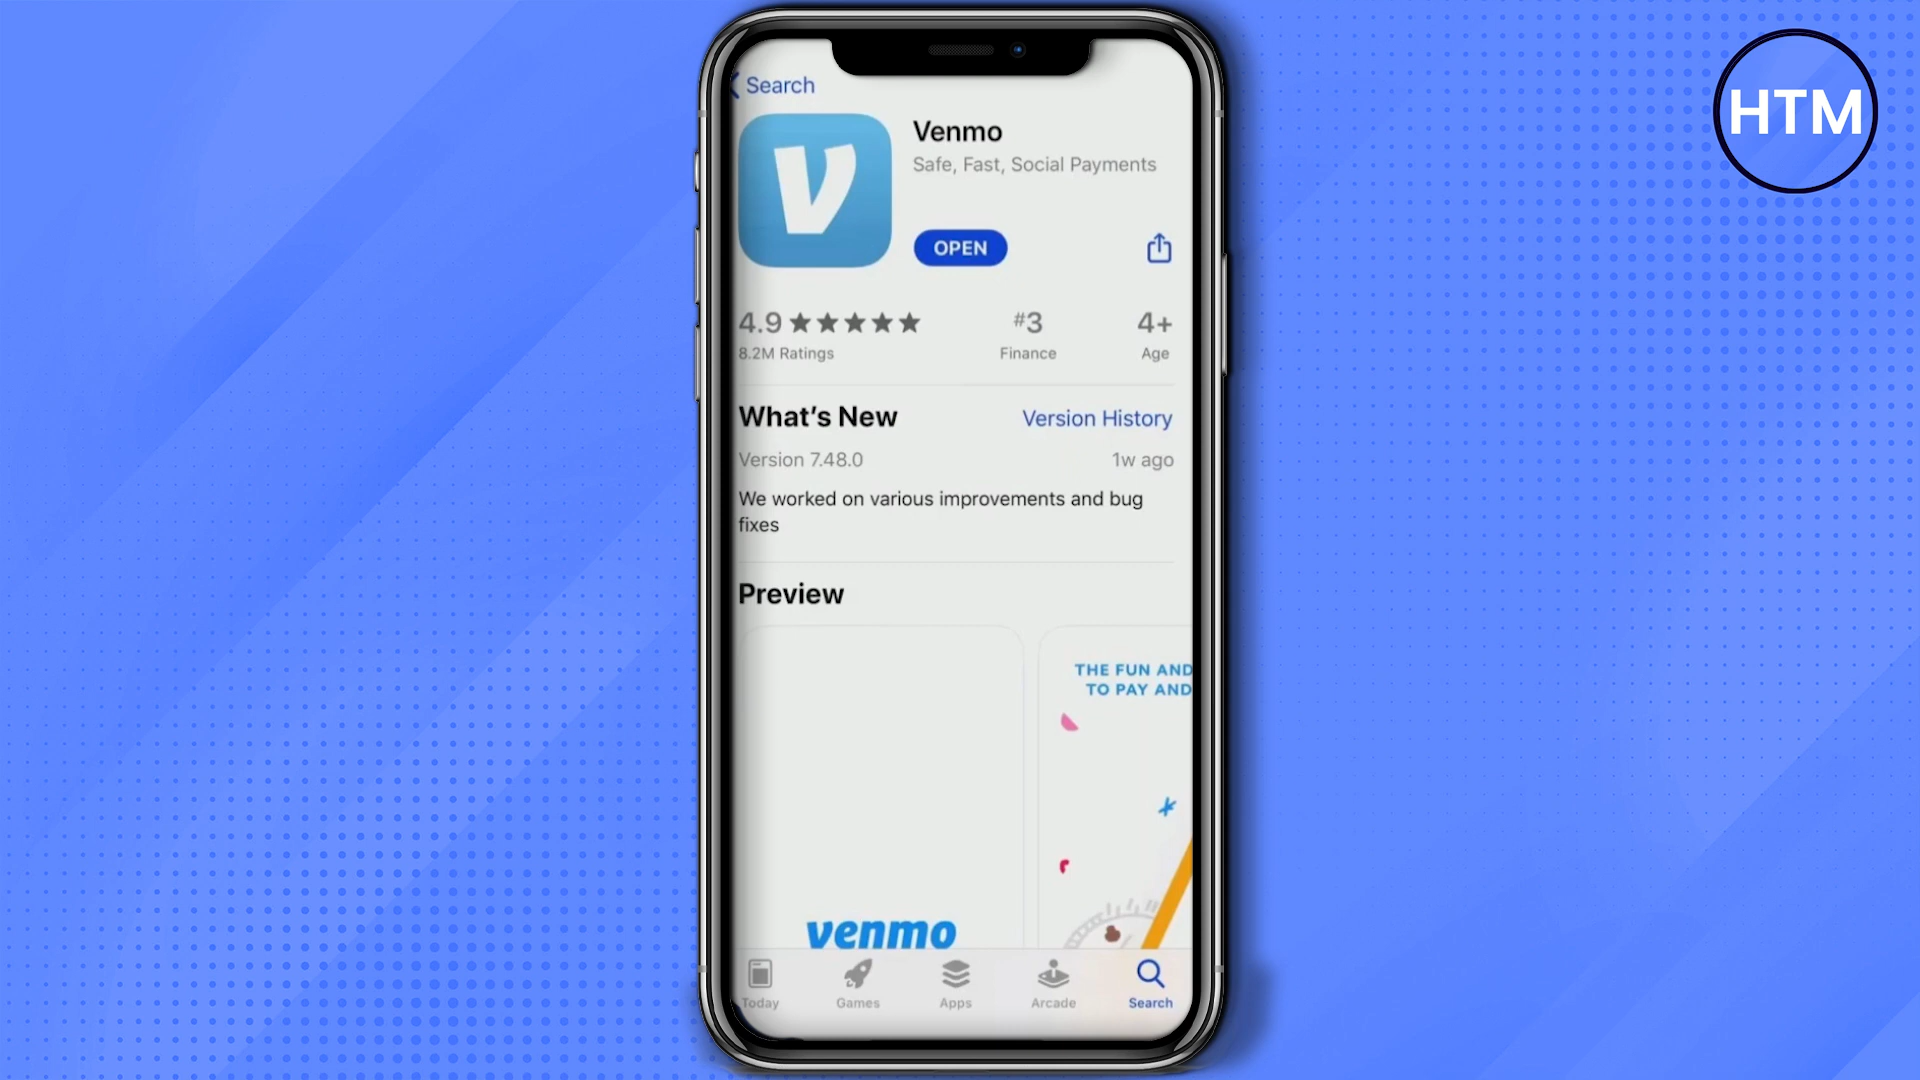 HTM
Search
Venmo
Safe, Fast, Social Payments
OPEN
4.9
#3
4+
8.2M Ratings
Finance
Age
What's New
Version History
Version 7.48.0
1w ago
We worked on various improvements and bug
fixes
Preview
THE FUN AND
TO PAY AND
venmo
Today
Games
Apps
Arcade
Search